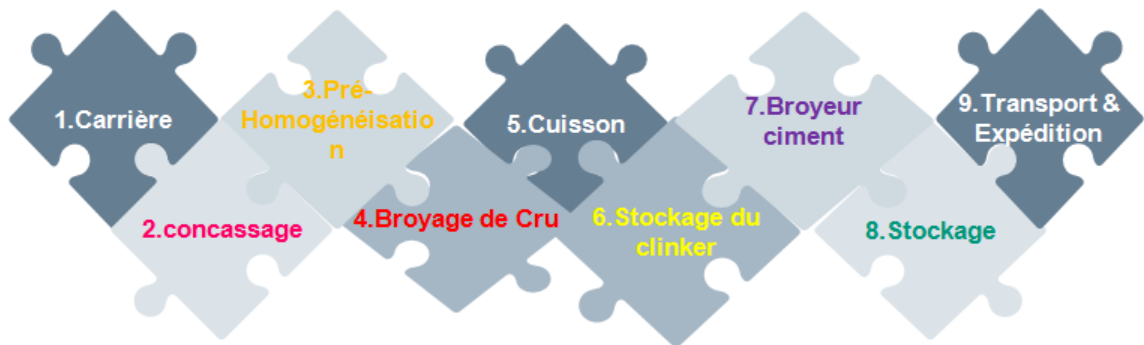 1.Carrière
2.concassage
3.Pré-
Homogénéisatio
n
4.Broyage de Cru
5.Cuisson
6.Stockage du
clinker
7.Broyeur
ciment
8.Stockage
9.Transport &
Expédition